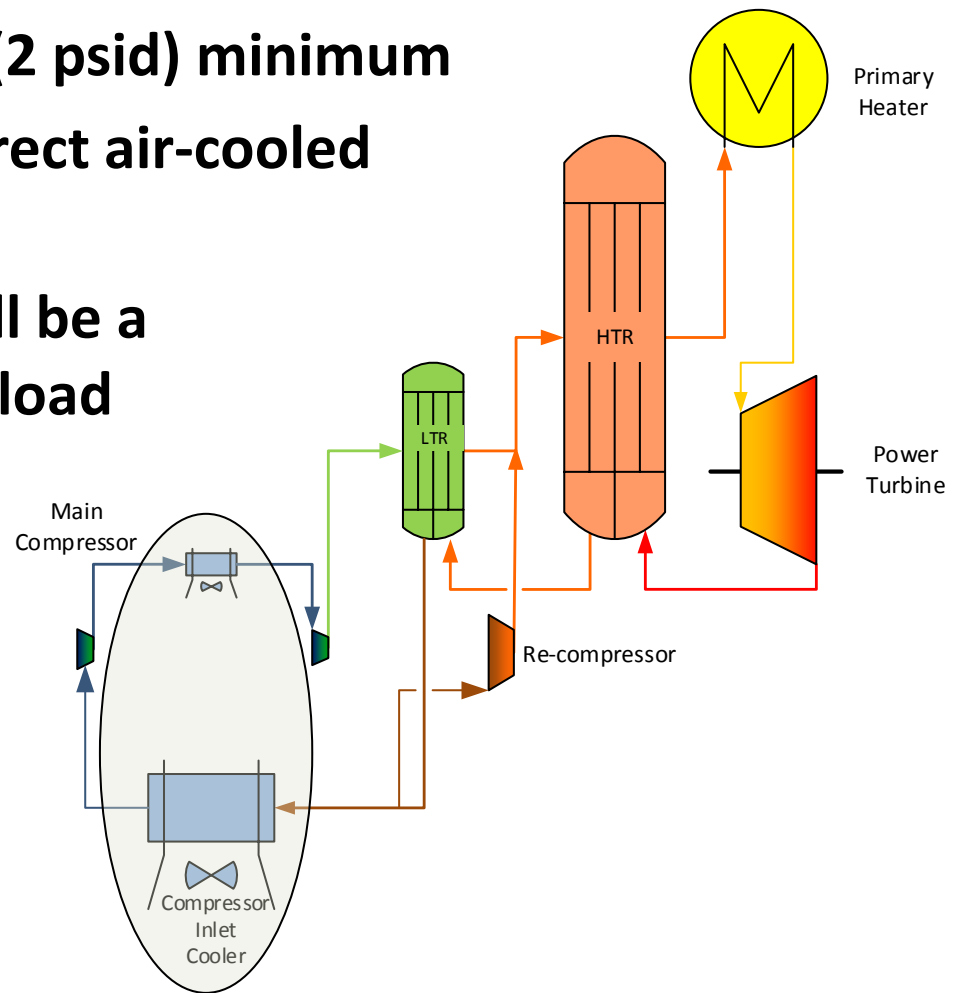 (2 psid) minimum
rect air-cooled
ll be a
load
Primary
Heater
HTR
LTR
Power
Turbine
Main
Compressor
Re-compressor
Compressor
Inlet
Cooler